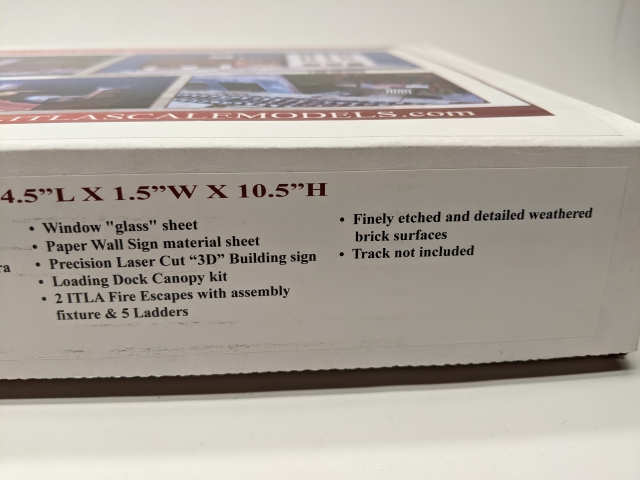 ITLASCALEMODELS.com
4.5”L X 1.5”W X 10.5”H
• Window "glass" sheet
• Paper Wall Sign material sheet
ra
• Precision Laser Cut “3D” Building sign
• Loading Dock Canopy kit
• 2 ITLA Fire Escapes with assembly
fixture & 5 Ladders
• Finely etched and detailed weathered
brick surfaces
• Track not included